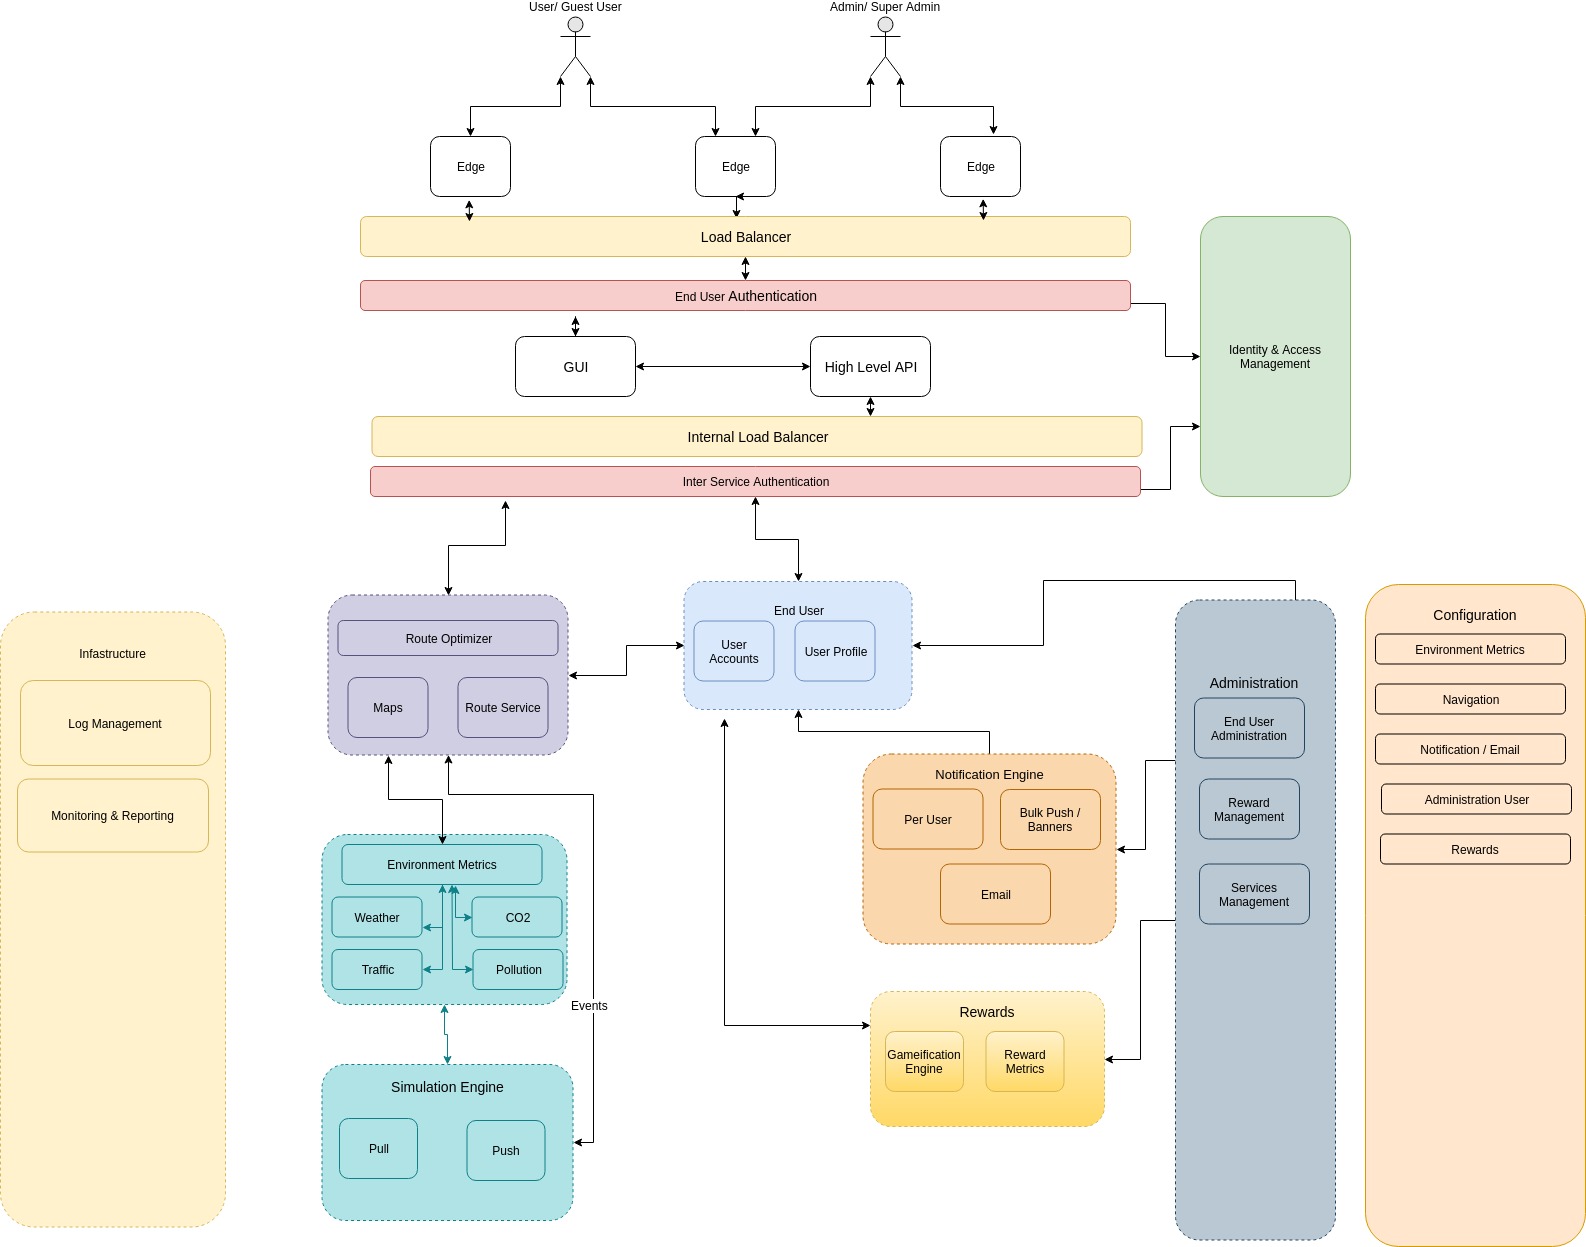 User/ Guest User
Admin/ Super Admin
Edge
Edge
Edge
Load Balancer
End User Authentication
GUI
High Level API
Identity & Access
Management
Internal Load Balancer
Inter Service Authentication
Infastructure
Log Management
Monitoring & Reporting
Route Optimizer
Maps
Route Service
End User
User
Accounts
User Profile
Notification Engine
Per User
Bulk Push /
Banners
Email
Environment Metrics
Weather
CO2
Traffic
Pollution
Events
Simulation Engine
Pull
Push
Rewards
Gameification
Engine
Reward
Metrics
Administration
End User
Administration
Reward
Management
Services
Management
Configuration
Environment Metrics
Navigation
Notification / Email
Administration User
Rewards